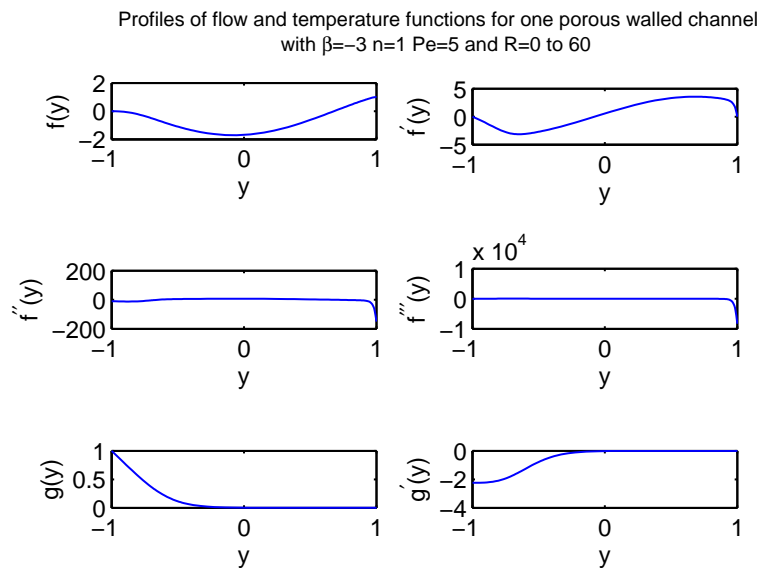 Profiles of flow and temperature functions for one porous walled channel
with β=−3 n=1 Pe=5 and R=0 to 60
2
0
−2
−1
0
1
f(y)
y
5
0
−5
−1
0
1
f′(y)
y
200
0
−200
−1
0
1
f′′(y)
y
x 10⁴
1
0
−1
−1
0
1
f′′′(y)
y
1
0.5
0
−1
0
1
g(y)
y
0
−2
−4
−1
0
1
g′(y)
y